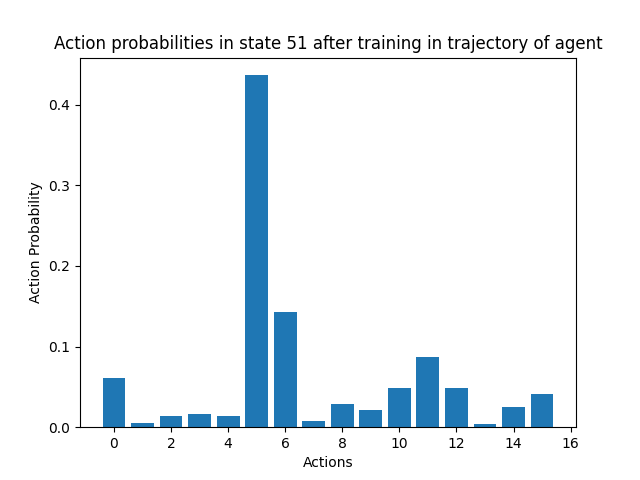 Action probabilities in state 51 after training in trajectory of agent
0.4
0.3
0.2
0.1
0.0
Action Probability
0 2 4 6 8 10 12 14 16
Actions